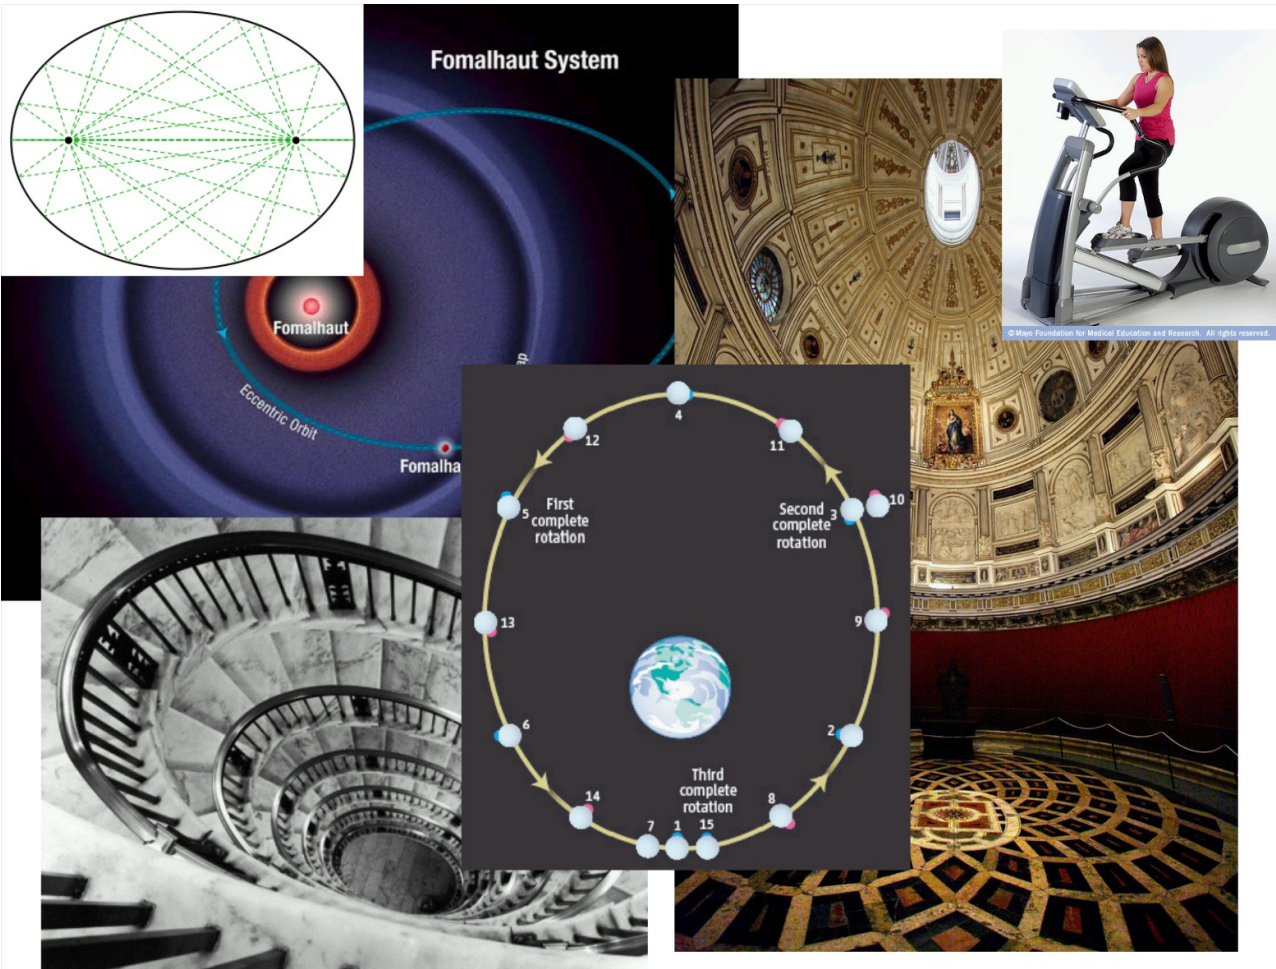 Fomalhaut System
Fomalhaut
Eccentric Orbit
© Mayo Foundation for Medical Education and Research. All rights reserved.
4
12
11
5
First
complete
rotation
Second
complete
rotation
3
10
13
9
6
2
Third
complete
rotation
14
8
7
1
15